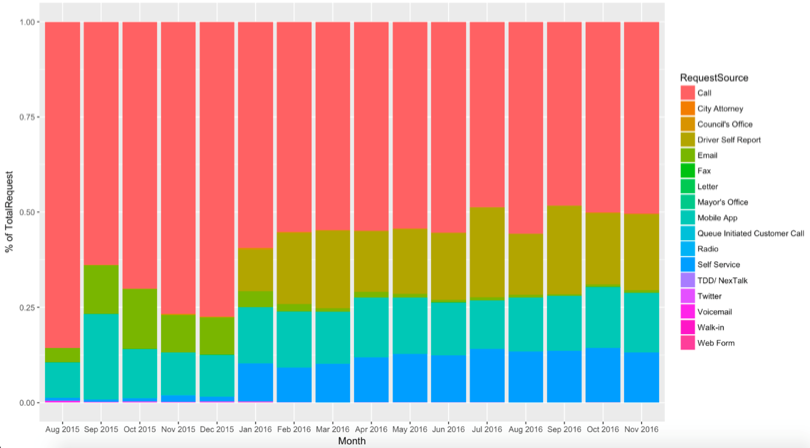 1.00
0.75
0.50
0.25
0.00
% of TotalRequest
Aug 2015 Sep 2015 Oct 2015 Nov 2015 Dec 2015 Jan 2016 Feb 2016 Mar 2016 Apr 2016 May 2016 Jun 2016 Jul 2016 Aug 2016 Sep 2016 Oct 2016 Nov 2016
Month
RequestSource
Call
City Attorney
Council's Office
Driver Self Report
Email
Fax
Letter
Mayor's Office
Mobile App
Queue Initiated Customer Call
Radio
Self Service
TDD/ NexTalk
Twitter
Voicemail
Walk-in
Web Form